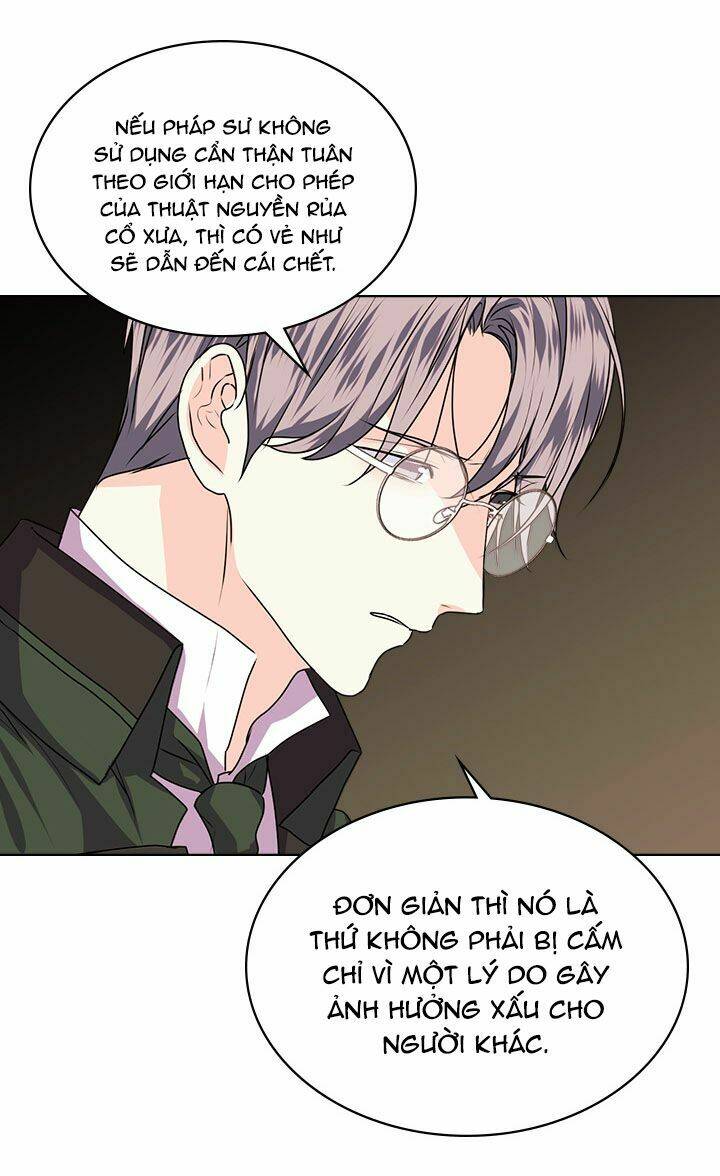 NẾU PHÁP SƯ KHÔNG
SỬ DỤNG CẨN THẬN TUÂN
THEO GIỚI HẠN CHO PHÉP
CỦA THUẬT NGUYỀN RỦA
CỔ XƯA, THÌ CÓ VẺ NHƯ
SẼ DẪN ĐẾN CÁI CHẾT.
ĐƠN GIẢN THÌ NÓ LÀ
THỨ KHÔNG PHẢI BỊ CẤM
CHỈ VÌ MỘT LÝ DO GÂY
ẢNH HƯỞNG XẤU CHO
NGƯỜI KHÁC.